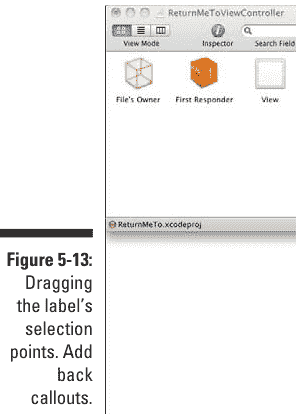 ReturnMeToViewController
View Mode
Inspector
Search Field
File's Owner
First Responder
View
ReturnMeTo.xcodeproj
Figure 5-13:
Dragging
the label's
selection
points. Add
back
callouts.